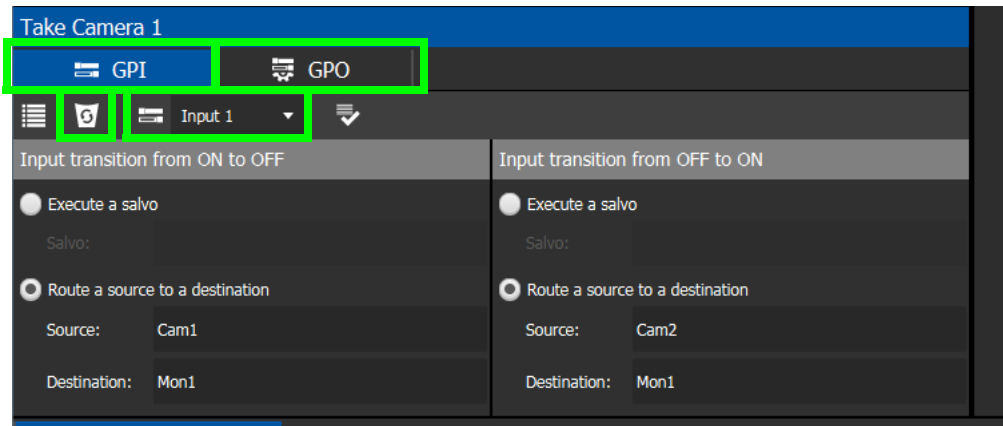 Take Camera 1
GPI GPO
Input 1
Input transition from ON to OFF
Execute a salvo
Salvo:
Route a source to a destination
Source: Cam1
Destination: Mon1
Input transition from OFF to ON
Execute a salvo
Salvo:
Route a source to a destination
Source: Cam2
Destination: Mon1